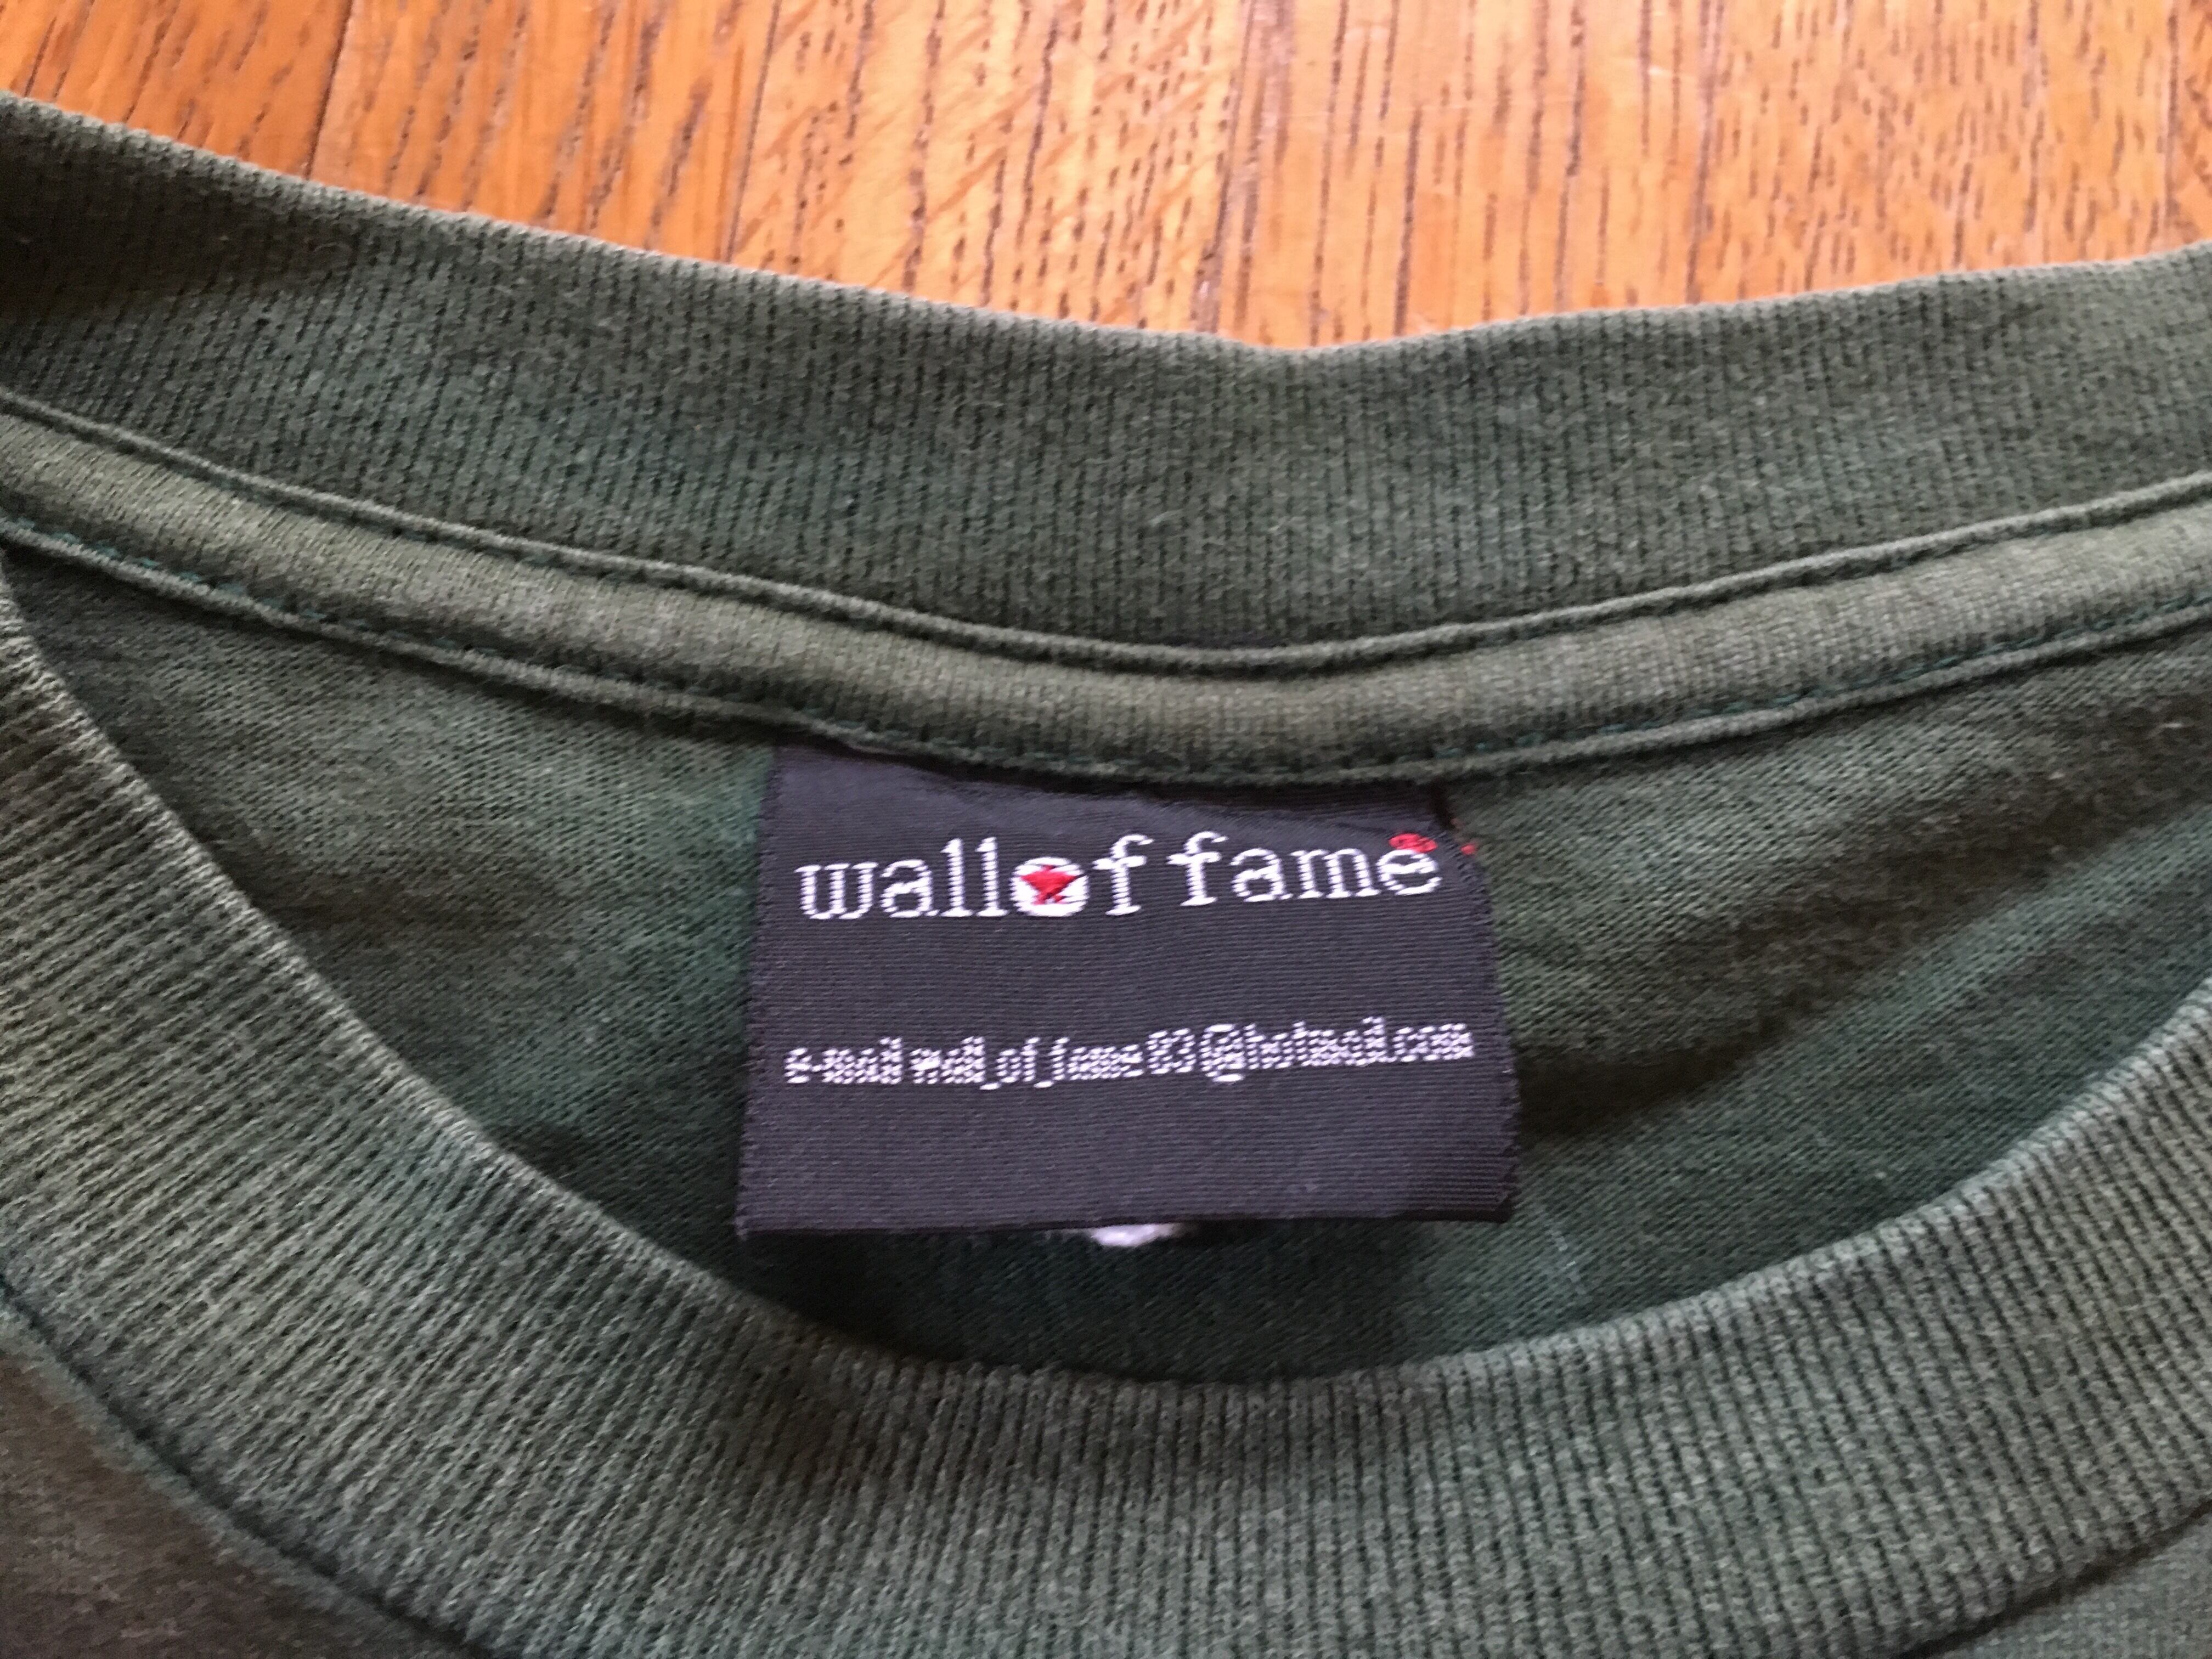 wall of fame
e-mail wall_of_fame83@hotmail.com